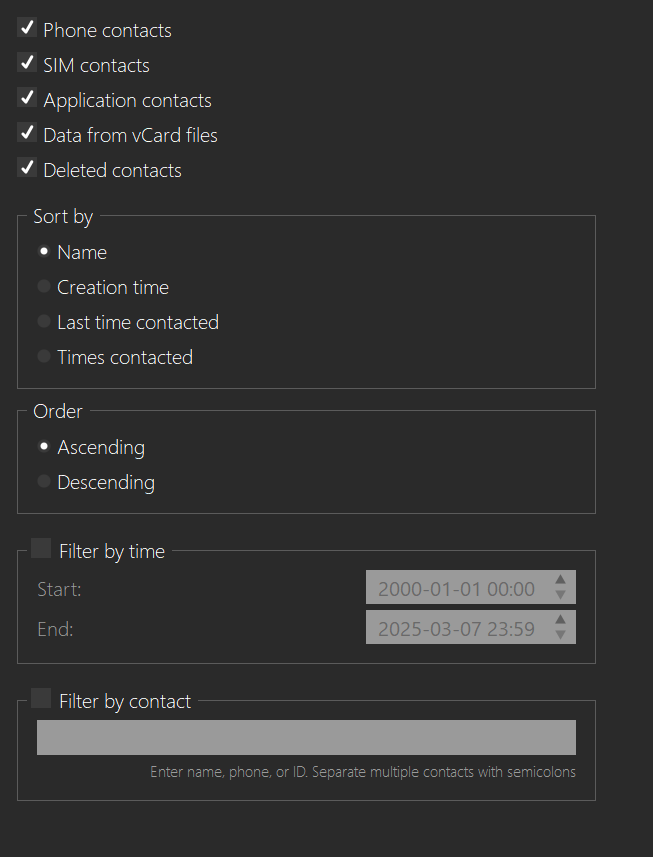 Phone contacts
SIM contacts
Application contacts
Data from vCard files
Deleted contacts
Sort by
Name
Creation time
Last time contacted
Times contacted
Order
Ascending
Descending
Filter by time
Start: 2000-01-01 00:00
End: 2025-03-07 23:59
Filter by contact
Enter name, phone, or ID. Separate multiple contacts with semicolons